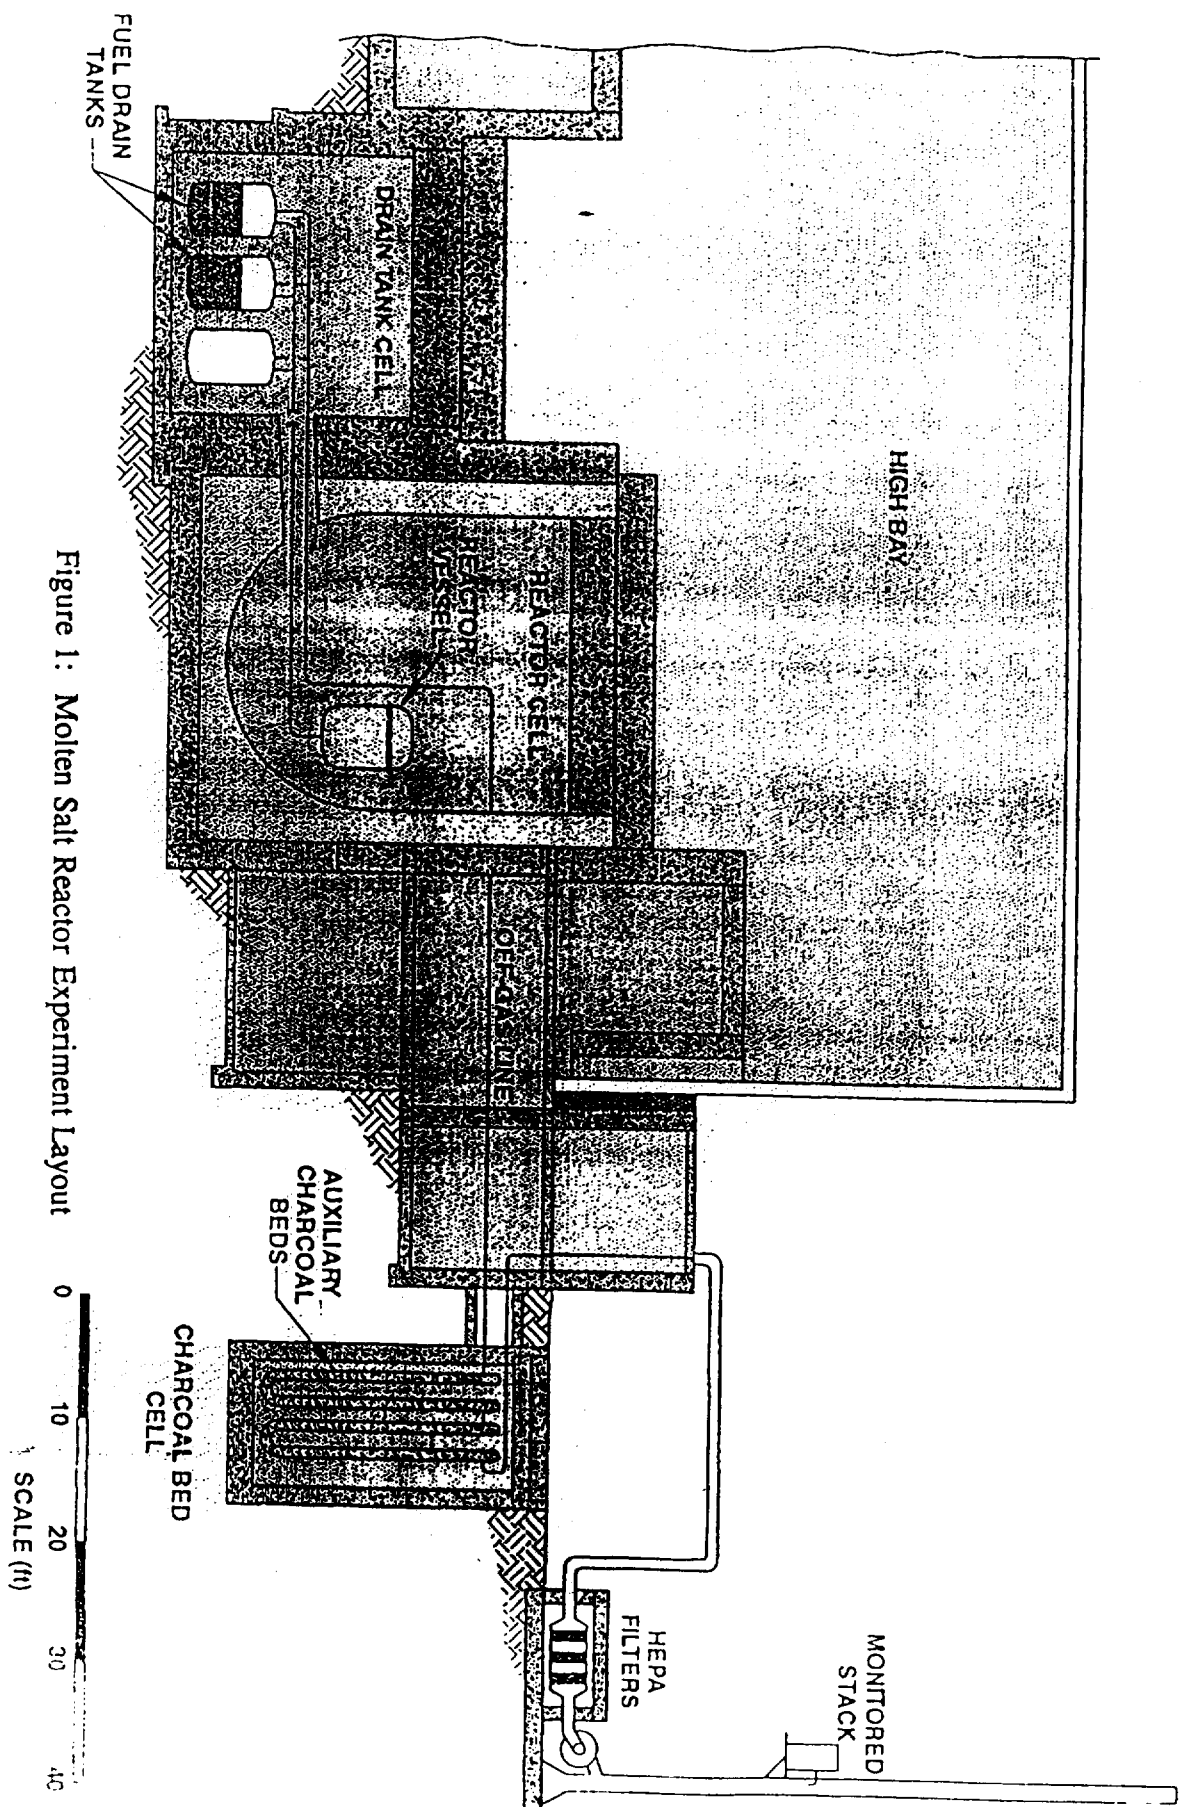 HIGH BAY
MONITORED
STACK
HEPA
FILTERS
REACTOR CELL
REACTOR
VESSEL
OFF-GAS LINE
DRAIN TANK CELL
FUEL DRAIN
TANKS
AUXILIARY
CHARCOAL
BEDS
CHARCOAL BED
CELL
0 10 20 30 40
SCALE (ft)
Figure 1: Molten Salt Reactor Experiment Layout